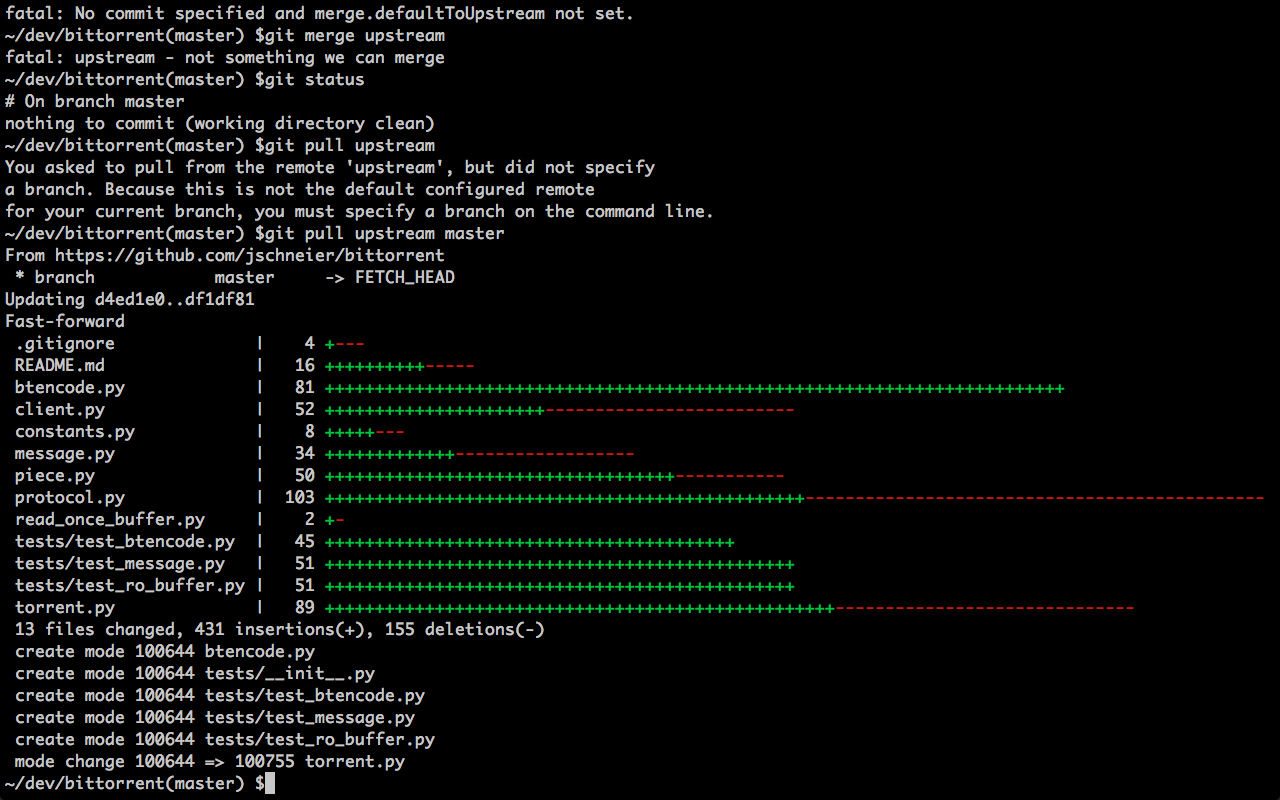 fatal: No commit specified and merge.defaultToUpstream not set.
~/dev/bittorrent(master) $git merge upstream
fatal: upstream - not something we can merge
~/dev/bittorrent(master) $git status
# On branch master
nothing to commit (working directory clean)
~/dev/bittorrent(master) $git pull upstream
You asked to pull from the remote 'upstream', but did not specify
a branch. Because this is not the default configured remote
for your current branch, you must specify a branch on the command line.
~/dev/bittorrent(master) $git pull upstream master
From https://github.com/jschneier/bittorrent
 * branch            master     -> FETCH_HEAD
Updating d4ed1e0..df1df81
Fast-forward
 .gitignore              |    4 +---
 README.md               |   16 ++++++++++-----
 btencode.py             |   81 ++++++++++++++++++++++++++++++++++++++++++++++++++++++++++++++++++++++++++
 client.py               |   52 ++++++++++++++++++++++-------------------------
 constants.py            |    8 +++++---
 message.py              |   34 +++++++++++++------------------
 piece.py                |   50 +++++++++++++++++++++++++++++++++++-----------
 protocol.py             |  103 ++++++++++++++++++++++++++++++++++++++++++++++++----------------------------------------------
 read_once_buffer.py     |    2 +-
 tests/test_btencode.py  |   45 +++++++++++++++++++++++++++++++++++++++++
 tests/test_message.py   |   51 +++++++++++++++++++++++++++++++++++++++++++++++
 tests/test_ro_buffer.py |   51 +++++++++++++++++++++++++++++++++++++++++++++++
 torrent.py              |   89 +++++++++++++++++++++++++++++++++++++++++++++++++++------------------------------
 13 files changed, 431 insertions(+), 155 deletions(-)
 create mode 100644 btencode.py
 create mode 100644 tests/__init__.py
 create mode 100644 tests/test_btencode.py
 create mode 100644 tests/test_message.py
 create mode 100644 tests/test_ro_buffer.py
 mode change 100644 => 100755 torrent.py
~/dev/bittorrent(master) $